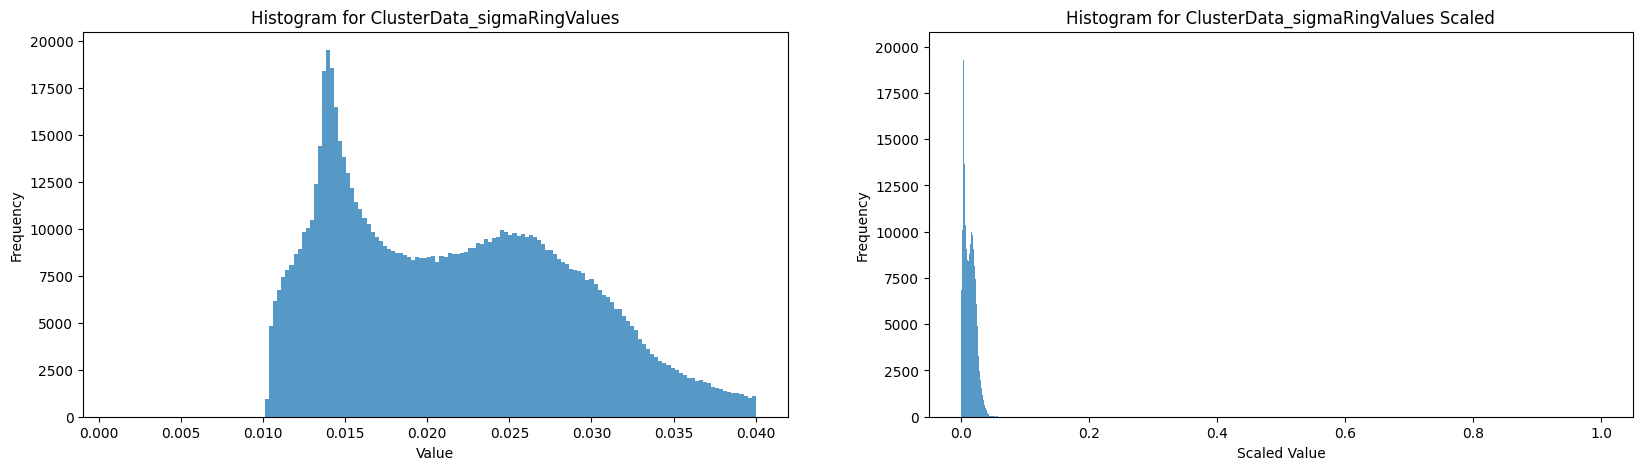 Histogram for ClusterData_sigmaRingValues
20000
17500
15000
12500
10000
7500
5000
2500
0
Frequency
0.000 0.005 0.010 0.015 0.020 0.025 0.030 0.035 0.040
Value
Histogram for ClusterData_sigmaRingValues Scaled
20000
17500
15000
12500
10000
7500
5000
2500
0
Frequency
0.0 0.2 0.4 0.6 0.8 1.0
Scaled Value